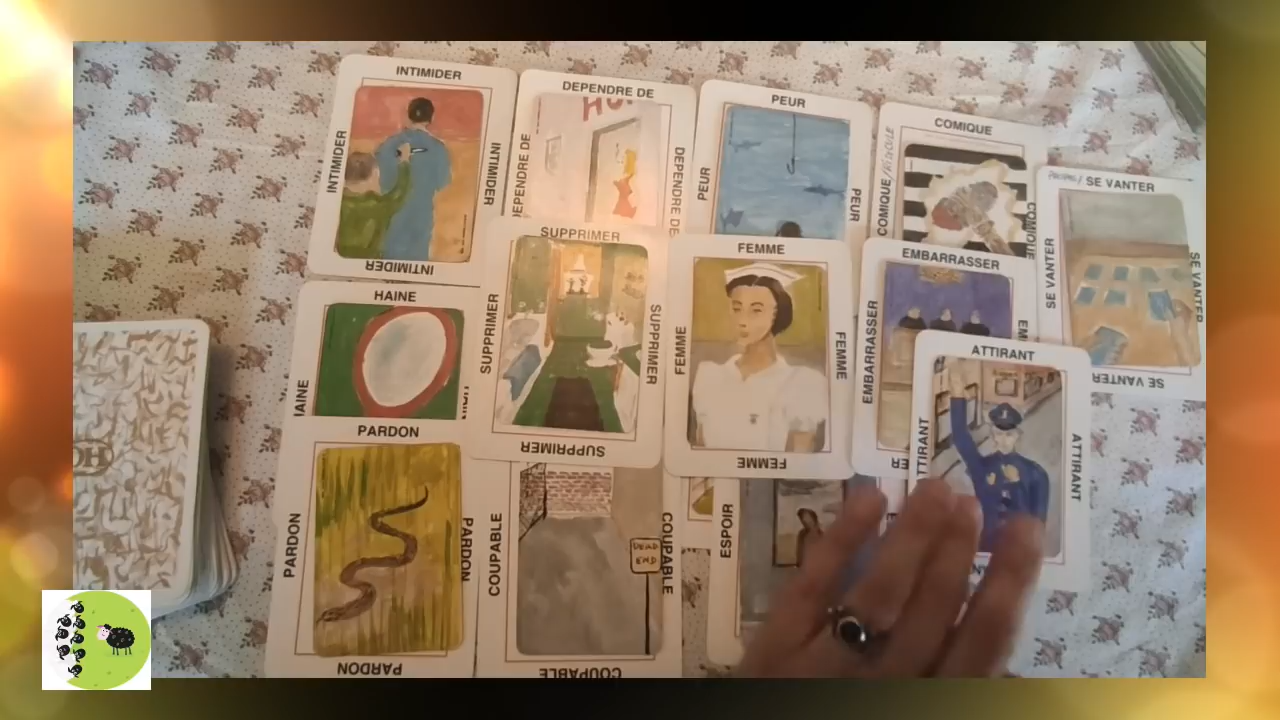 INTIMIDER
INTIMIDER
INTIMIDER
INTIMIDER
DEPENDRE DE
DEPENDRE DE
PEUR
PEUR
PEUR
COMIQUE
COMIQUE
COMIQUE
SE VANTER
SE VANTER
SE VANTER
SE VANTER
HAINE
SUPPRIMER
SUPPRIMER
SUPPRIMER
SUPPRIMER
FEMME
FEMME
FEMME
FEMME
EMBARRASSER
EMBARRASSER
ATTIRANT
ATTIRANT
PARDON
PARDON
PARDON
PARDON
COUPABLE
COUPABLE
COUPABLE
DEAD
END
ESPOIR
OH